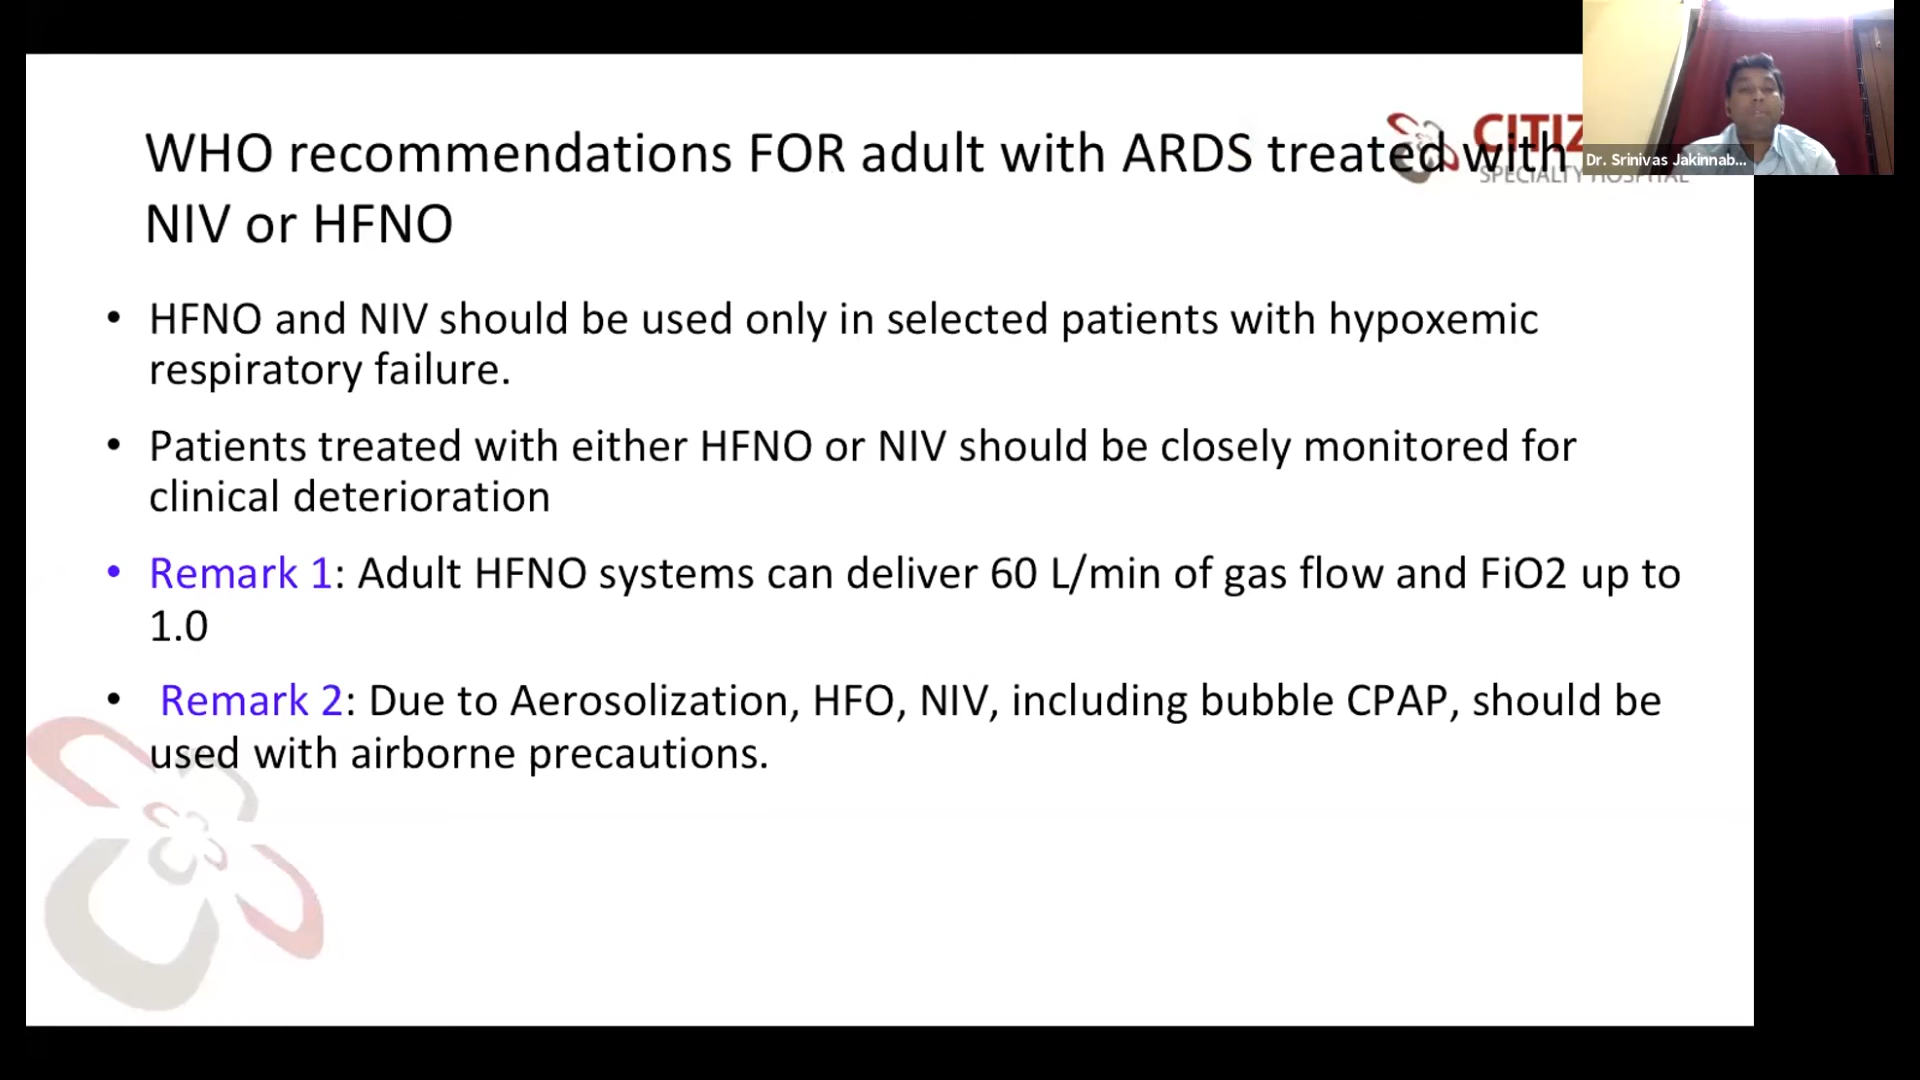 WHO recommendations FOR adult with ARDS treated with
NIV or HFNO
CITIZ
SPECIALTY HOSPITAL
Dr. Srinivas Jakinnab...
• HFNO and NIV should be used only in selected patients with hypoxemic
respiratory failure.
• Patients treated with either HFNO or NIV should be closely monitored for
clinical deterioration
• Remark 1: Adult HFNO systems can deliver 60 L/min of gas flow and FiO2 up to
1.0
• Remark 2: Due to Aerosolization, HFO, NIV, including bubble CPAP, should be
used with airborne precautions.